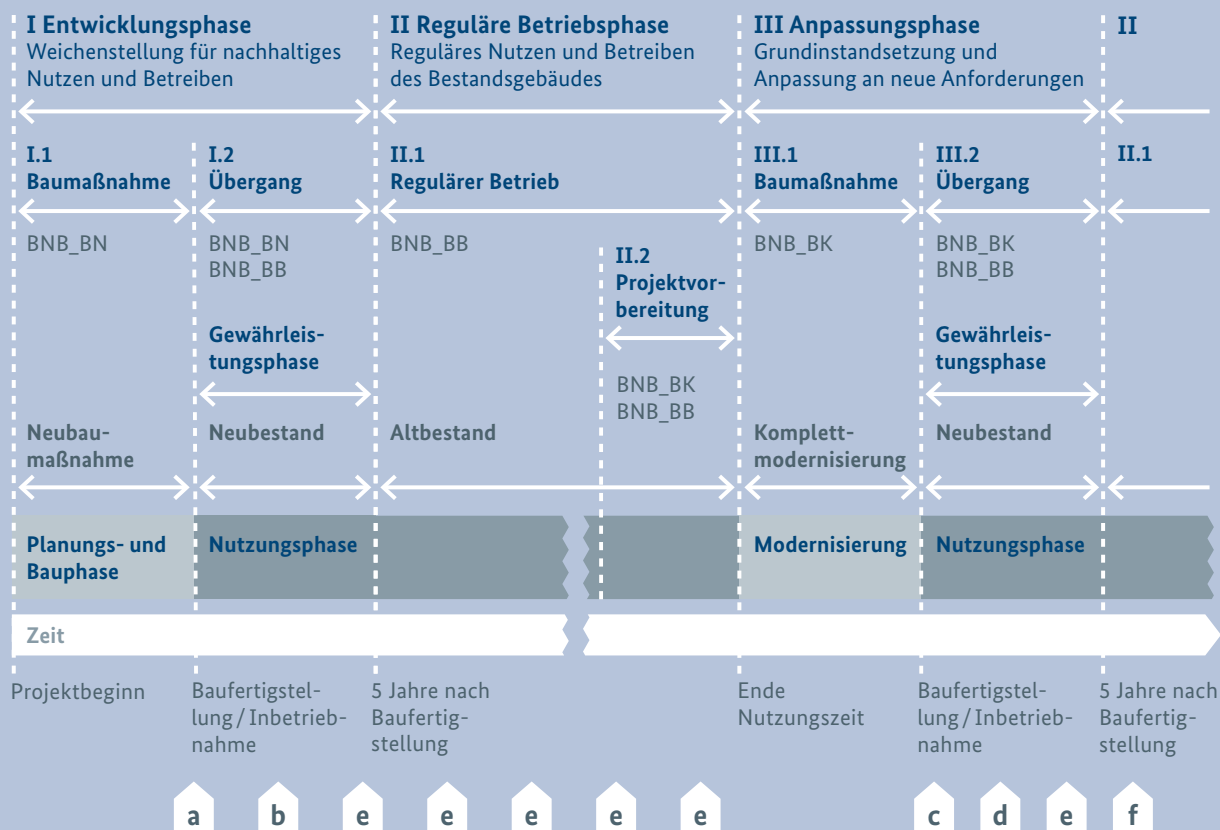 I Entwicklungsphase
Weichenstellung für nachhaltiges
Nutzen und Betreiben
II Reguläre Betriebsphase
Reguläres Nutzen und Betreiben
des Bestandsgebäudes
III Anpassungsphase
Grundinstandsetzung und
Anpassung an neue Anforderungen
II
I.1
Baumaßnahme
I.2
Übergang
II.1
Regulärer Betrieb
III.1
Baumaßnahme
III.2
Übergang
II.1
BNB_BN
BNB_BN
BNB_BB
BNB_BB
II.2
Projektvor-
bereitung
BNB_BK
BNB_BK
BNB_BB
Gewährleis-
tungsphase
BNB_BK
BNB_BB
Gewährleis-
tungsphase
Neubau-
maßnahme
Neubestand
Altbestand
Komplett-
modernisierung
Neubestand
Planungs- und
Bauphase
Nutzungsphase
Modernisierung
Nutzungsphase
Zeit
Projektbeginn
Baufertigstel-
lung / Inbetrieb-
nahme
5 Jahre nach
Baufertig-
stellung
Ende
Nutzungszeit
Baufertigstel-
lung / Inbetrieb-
nahme
5 Jahre nach
Baufertig-
stellung
a b e e e e e c d e f